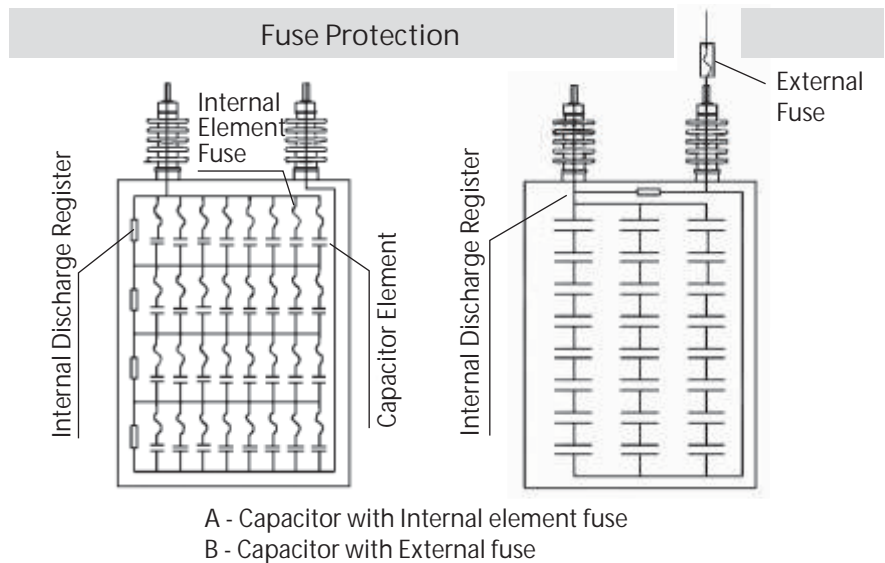 Fuse Protection
Internal
Element
Fuse
External
Fuse
Internal Discharge Register
Capacitor Element
Internal Discharge Register
A - Capacitor with Internal element fuse
B - Capacitor with External fuse